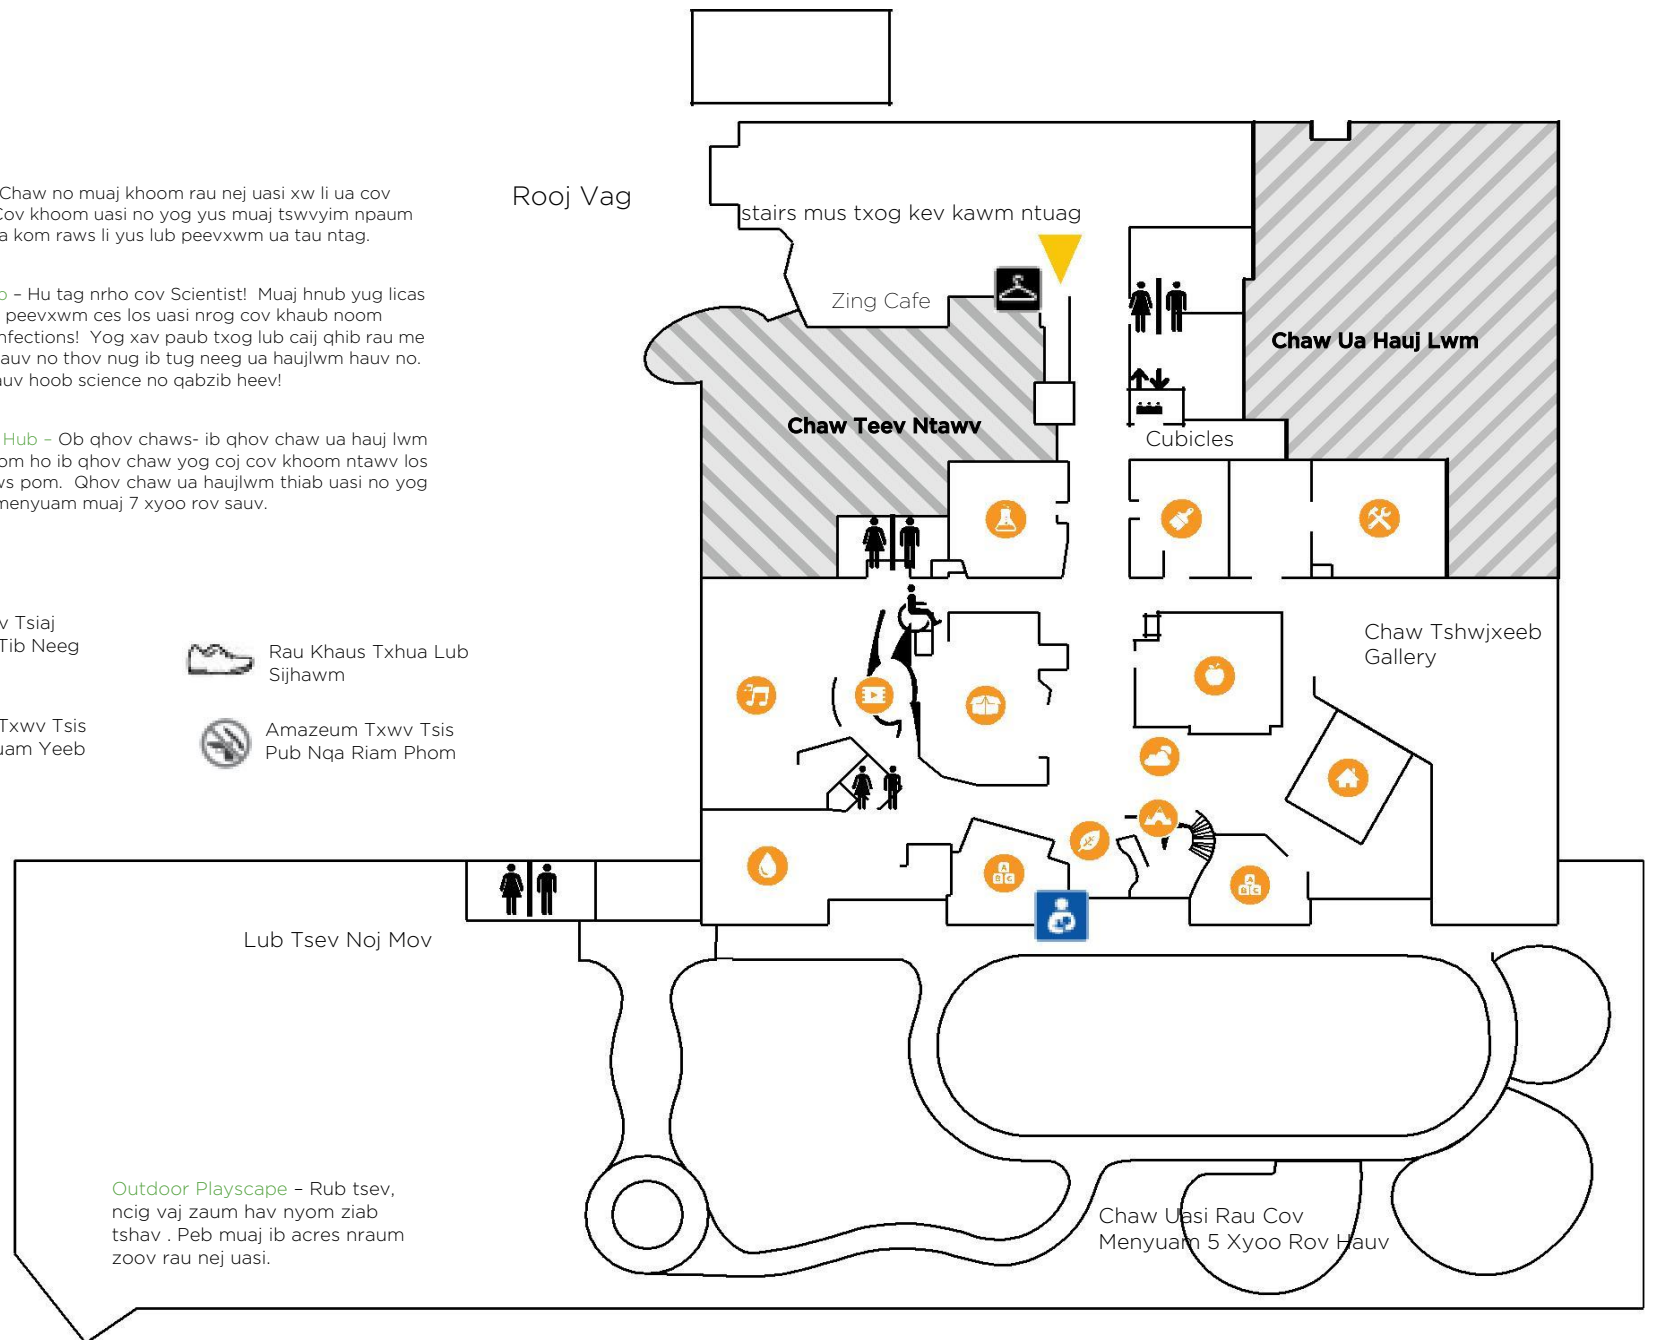 Chaw no muaj khoom rau nej uasi xw li ua cov
Cov khoom uasi no yog yus muaj tswvyim npaum
a kom raws li yus lub peevxwm ua tau ntag.
o – Hu tag nrho cov Scientist! Muaj hnub yug licas
peevxwm ces los uasi nrog cov khaub noom
nfections! Yog xav paub txog lub caij qhib rau me
auv no thov nug ib tug neeg ua haujlwm hauv no.
auv hoob science no qabzib heev!
Hub – Ob qhov chaws- ib qhov chaw ua hauj lwm
om ho ib qhov chaw yog coj cov khoom ntawv los
ws pom. Qhov chaw ua haujlwm thiab uasi no yog
menyuam muaj 7 xyoo rov sauv.
v Tsiaj
Tib Neeg
Rau Khaus Txhua Lub
Sijhawm
Txwv Tsis
uam Yeeb
Amazeum Txwv Tsis
Pub Nqa Riam Phom
Rooj Vag
stairs mus txog kev kawm ntuag
Zing Cafe
Chaw Ua Hauj Lwm
Chaw Teev Ntawv
Cubicles
Chaw Tshwjxeeb
Gallery
A
B C
A
B C
Lub Tsev Noj Mov
Outdoor Playscape – Rub tsev,
ncig vaj zaum hav nyom ziab
tshav . Peb muaj ib acres nraum
zoov rau nej uasi.
Chaw Uasi Rau Cov
Menyuam 5 Xyoo Rov Hauv